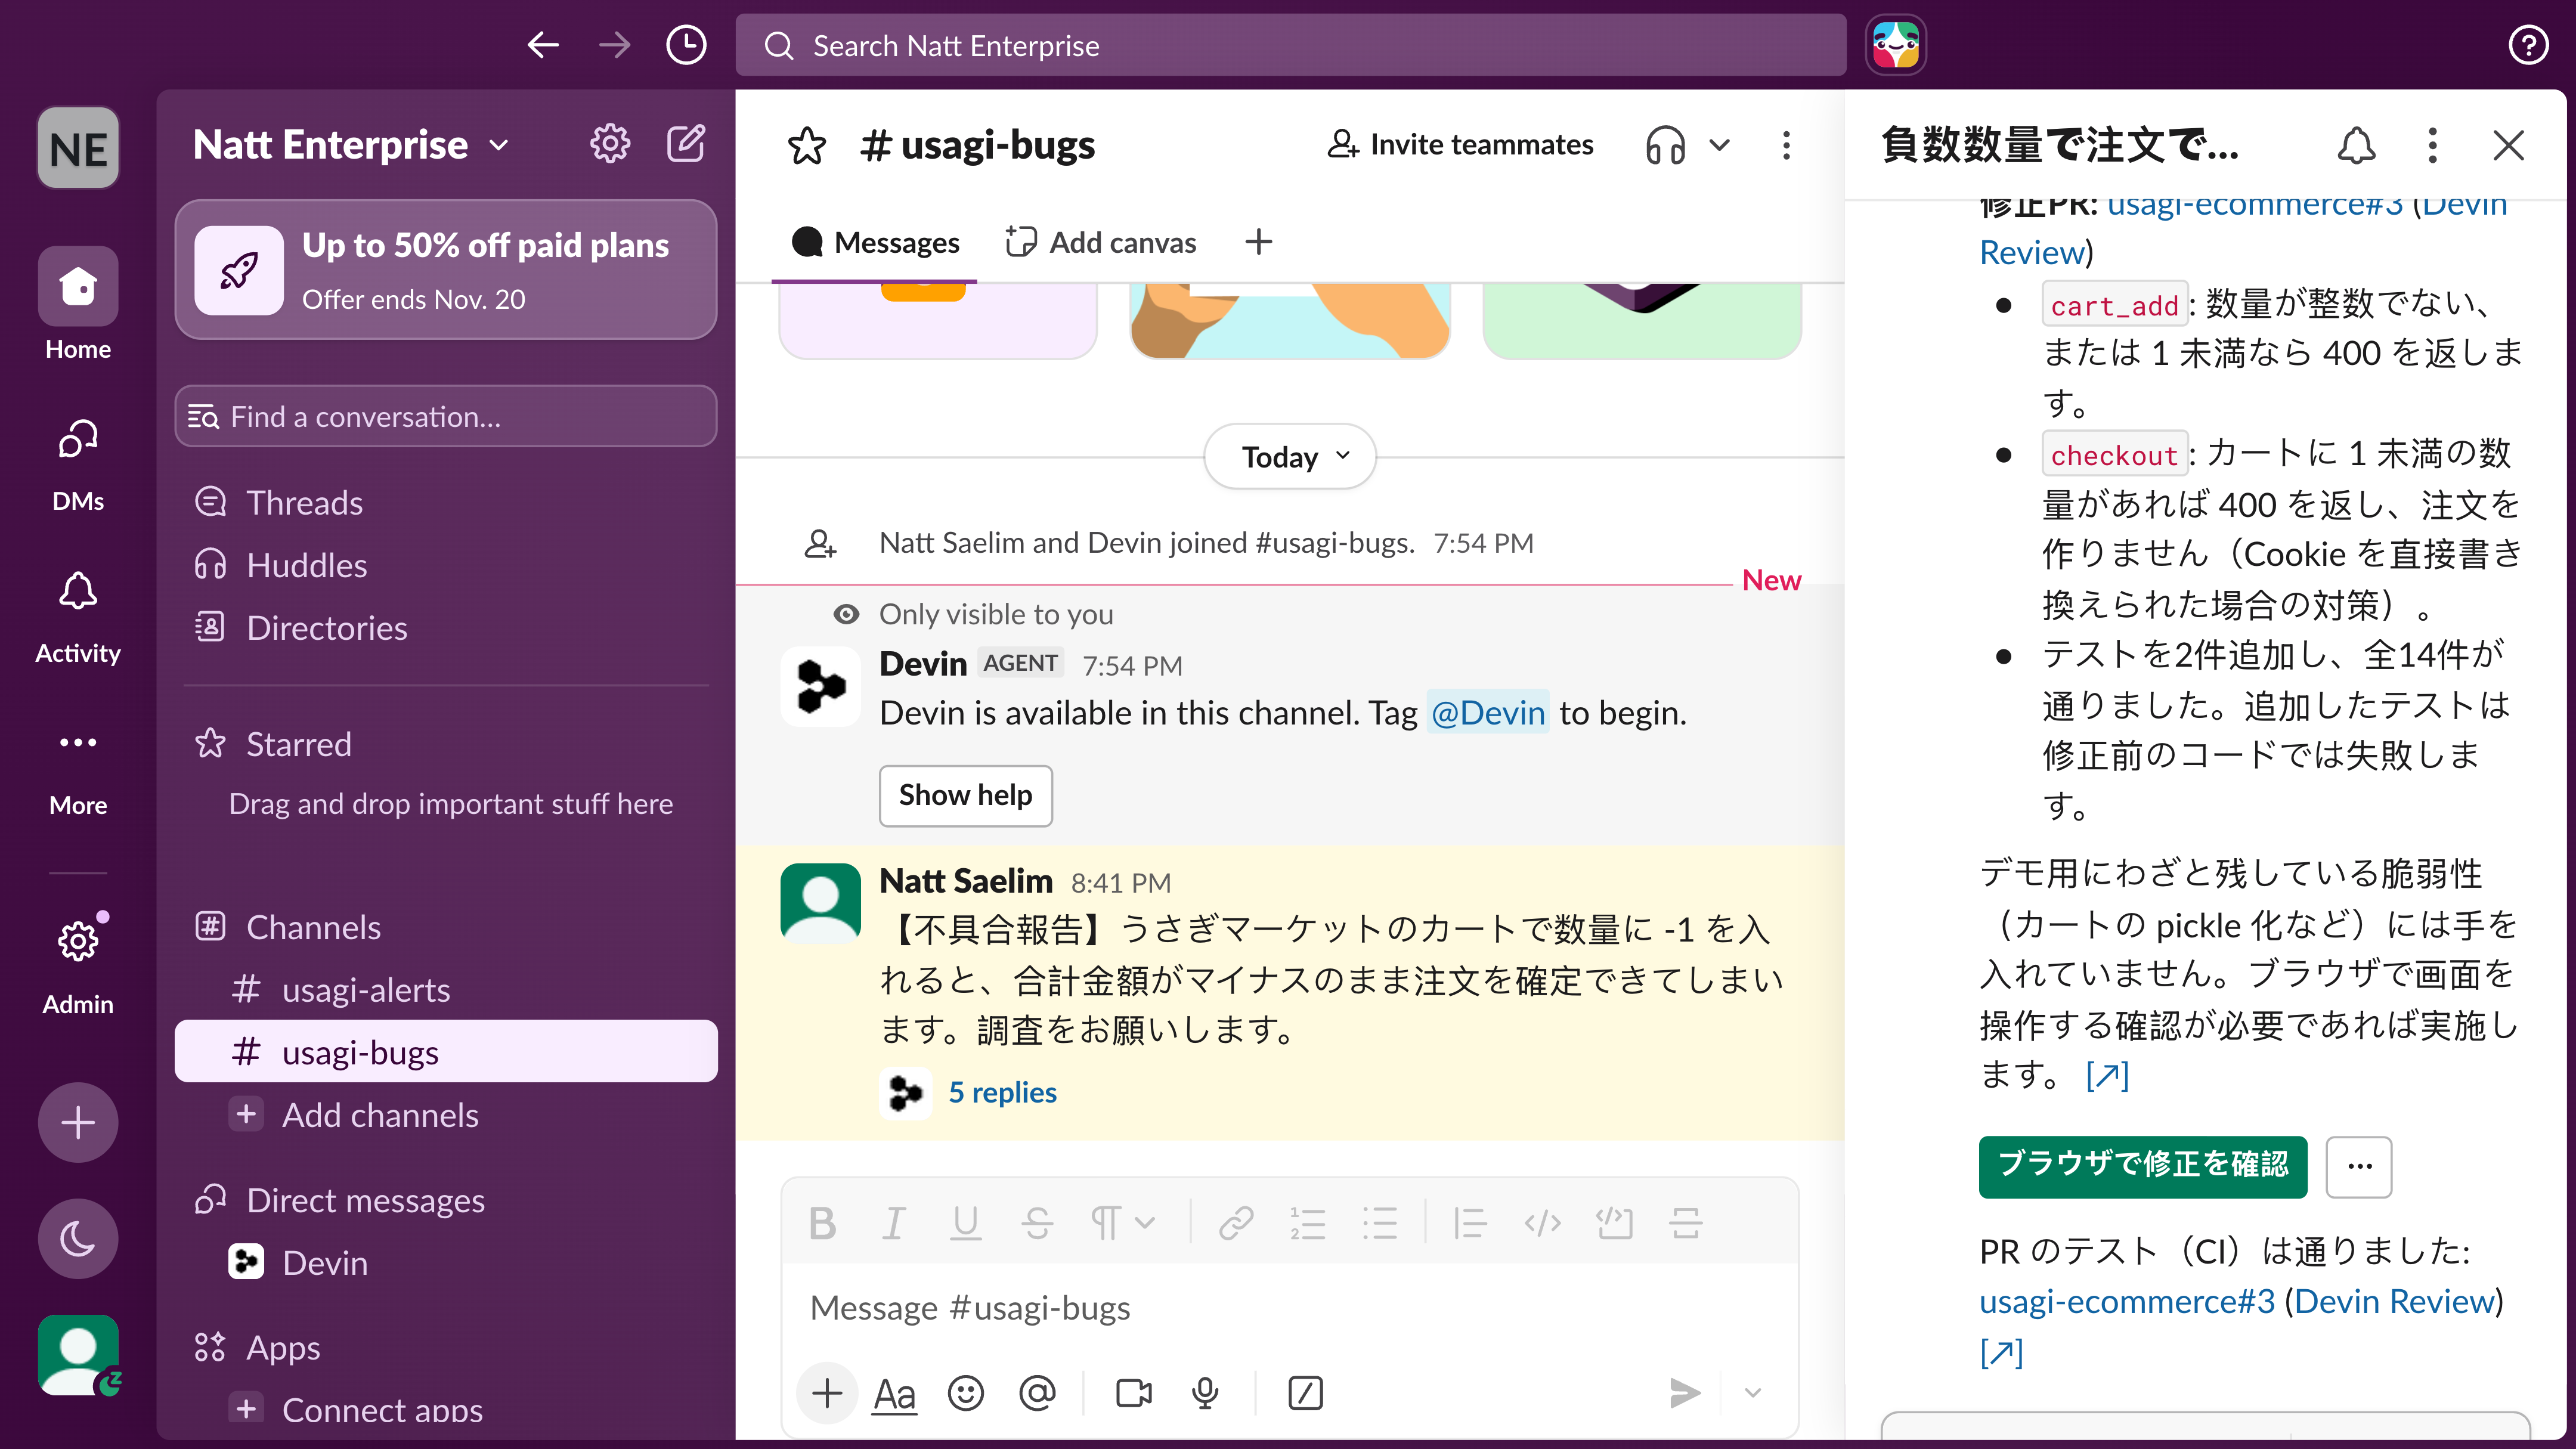 Search Natt Enterprise
NE
Home
DMs
Activity
More
Admin
Natt Enterprise
Up to 50% off paid plans
Offer ends Nov. 20
Find a conversation...
Threads
Huddles
Directories
Starred
Drag and drop important stuff here
Channels
# usagi-alerts
# usagi-bugs
Add channels
Direct messages
Devin
Apps
Connect apps
# usagi-bugs
Invite teammates
Messages
Add canvas
Today
Natt Saelim and Devin joined #usagi-bugs. 7:54 PM
New
Only visible to you
Devin AGENT 7:54 PM
Devin is available in this channel. Tag @Devin to begin.
Show help
Natt Saelim 8:41 PM
【不具合報告】うさぎマーケットのカートで数量に -1 を入
れると、合計金額がマイナスのまま注文を確定できてしまい
ます。調査をお願いします。
5 replies
Message #usagi-bugs
Aa
負数数量で注文で...
修正PR: usagi-ecommerce#3 (Devin
Review)
• cart_add: 数量が整数でない、
または 1 未満なら 400 を返しま
す。
• checkout: カートに 1 未満の数
量があれば 400 を返し、注文を
作りません（Cookie を直接書き
換えられた場合の対策）。
• テストを2件追加し、全14件が
通りました。追加したテストは
修正前のコードでは失敗しま
す。
デモ用にわざと残している脆弱性
（カートの pickle 化など）には手を
入れていません。ブラウザで画面を
操作する確認が必要であれば実施し
ます。 [↗]
ブラウザで修正を確認
PR のテスト（CI）は通りました:
usagi-ecommerce#3 (Devin Review)
[↗]